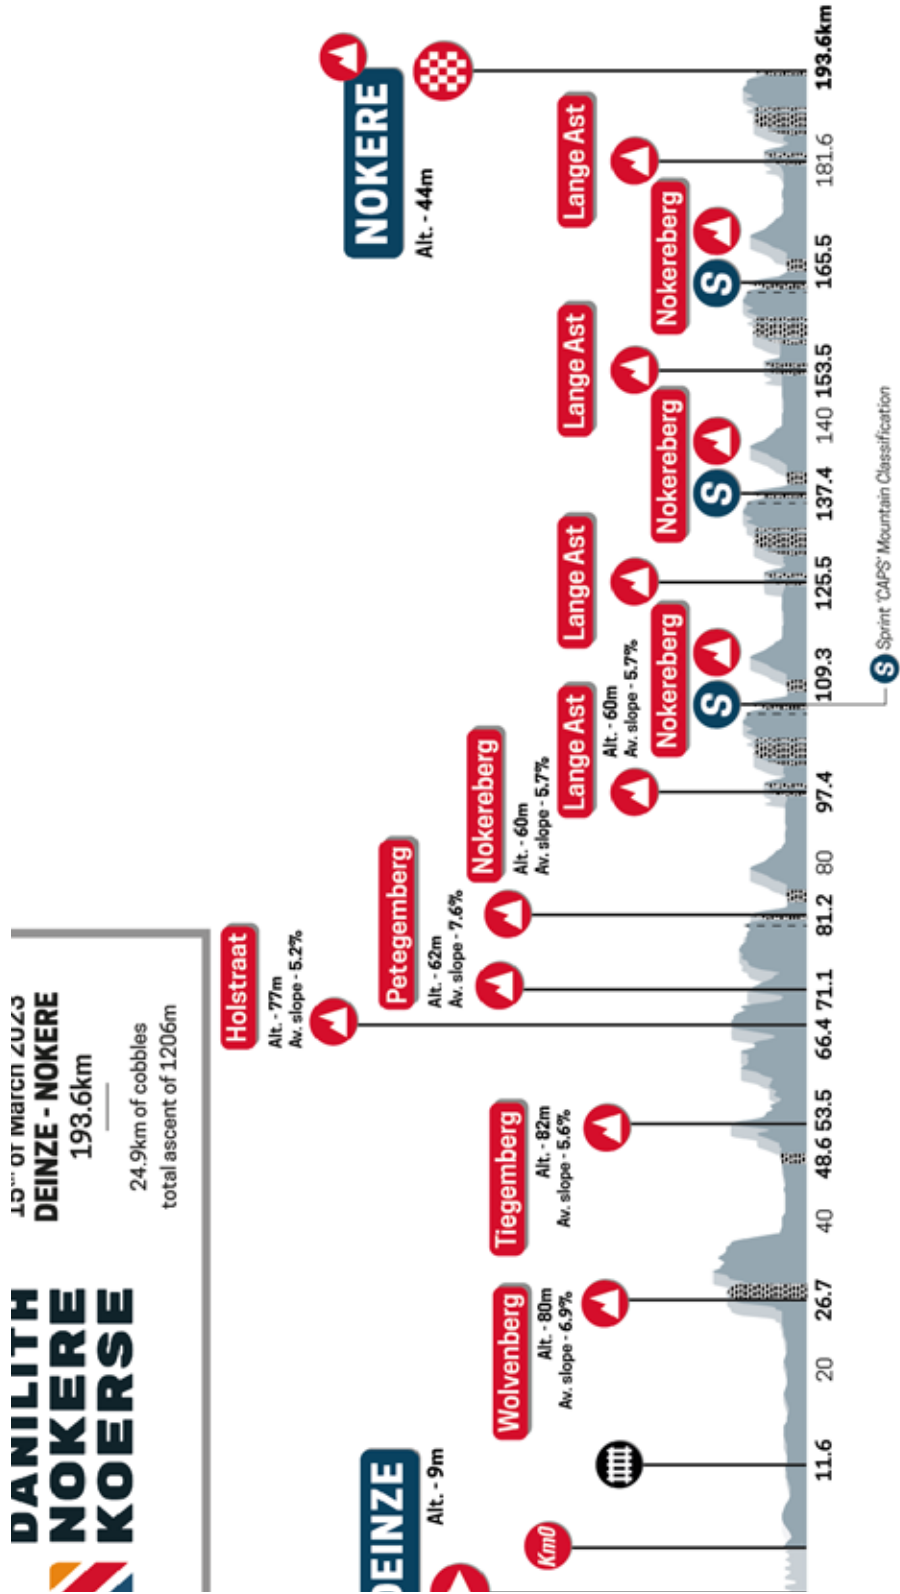 DANILITH
NOKERE
KOERSE
of March
DEINZE - NOKERE
193.6km
24.9km of cobbles
total ascent of 1206m
DEINZE
Alt. - 9m
Km0
Wolvenberg
Alt. - 80m
Av. slope - 6.9%
Tiegemberg
Alt. - 82m
Av. slope - 5.6%
Holstraat
Alt. - 77m
Av. slope - 5.2%
Petegemberg
Alt. - 62m
Av. slope - 7.6%
Nokereberg
Alt. - 60m
Av. slope - 5.7%
Lange Ast
Alt. - 60m
Av. slope - 5.7%
Nokereberg
S
Lange Ast
Nokereberg
S
Lange Ast
Nokereberg
S
Lange Ast
NOKERE
Alt. - 44m
11.6
20
26.7
40
48.6
53.5
66.4
71.1
81.2
80
97.4
109.3
125.5
137.4
140
153.5
165.5
181.6
193.6km
S Sprint 'CAPS' Mountain Classification